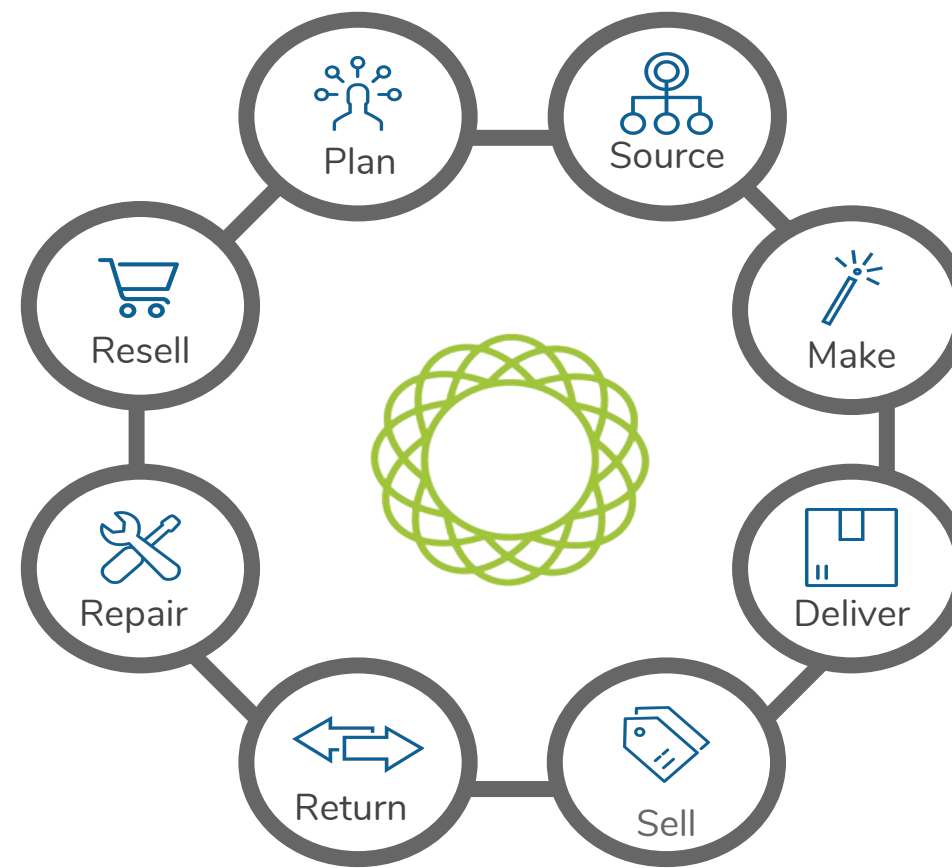 Plan
Source
Make
Deliver
Sell
Return
Repair
Resell